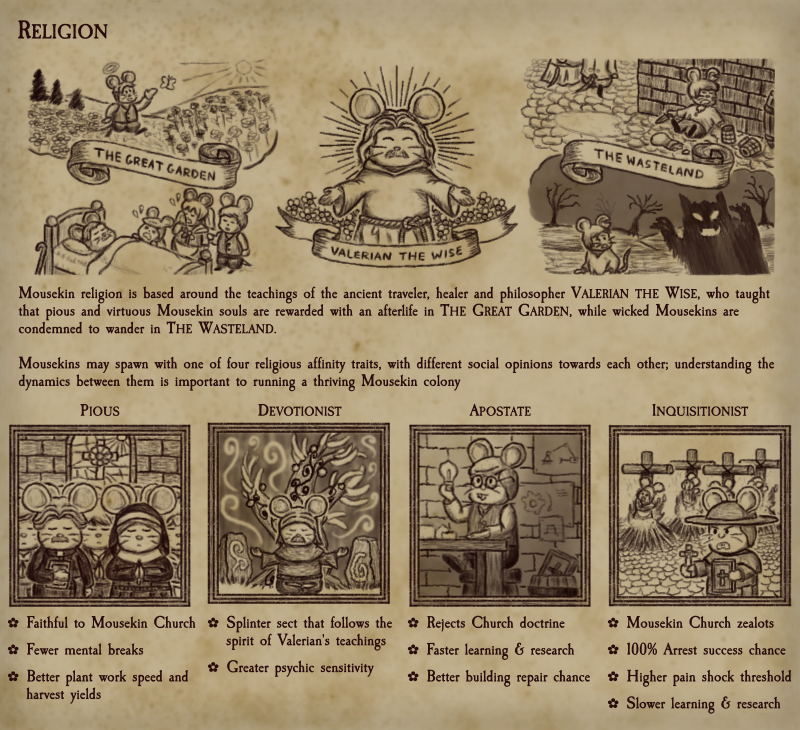 RELIGION
THE GREAT GARDEN
VALERIAN THE WISE
THE WASTELAND
Mousekin religion is based around the teachings of the ancient traveler, healer and philosopher VALERIAN THE WISE, who taught
that pious and virtuous Mousekin souls are rewarded with an afterlife in THE GREAT GARDEN, while wicked Mousekins are
condemned to wander in THE WASTELAND.
Mousekins may spawn with one of four religious affinity traits, with different social opinions towards each other; understanding the
dynamics between them is important to running a thriving Mousekin colony
PIOUS
✿ Faithful to Mousekin Church
✿ Fewer mental breaks
✿ Better plant work speed and
harvest yields
DEVOTIONIST
✿ Splinter sect that follows the
spirit of Valerian's teachings
✿ Greater psychic sensitivity
APOSTATE
✿ Rejects Church doctrine
✿ Faster learning & research
✿ Better building repair chance
INQUISITIONIST
✿ Mousekin Church zealots
✿ 100% Arrest success chance
✿ Higher pain shock threshold
✿ Slower learning & research